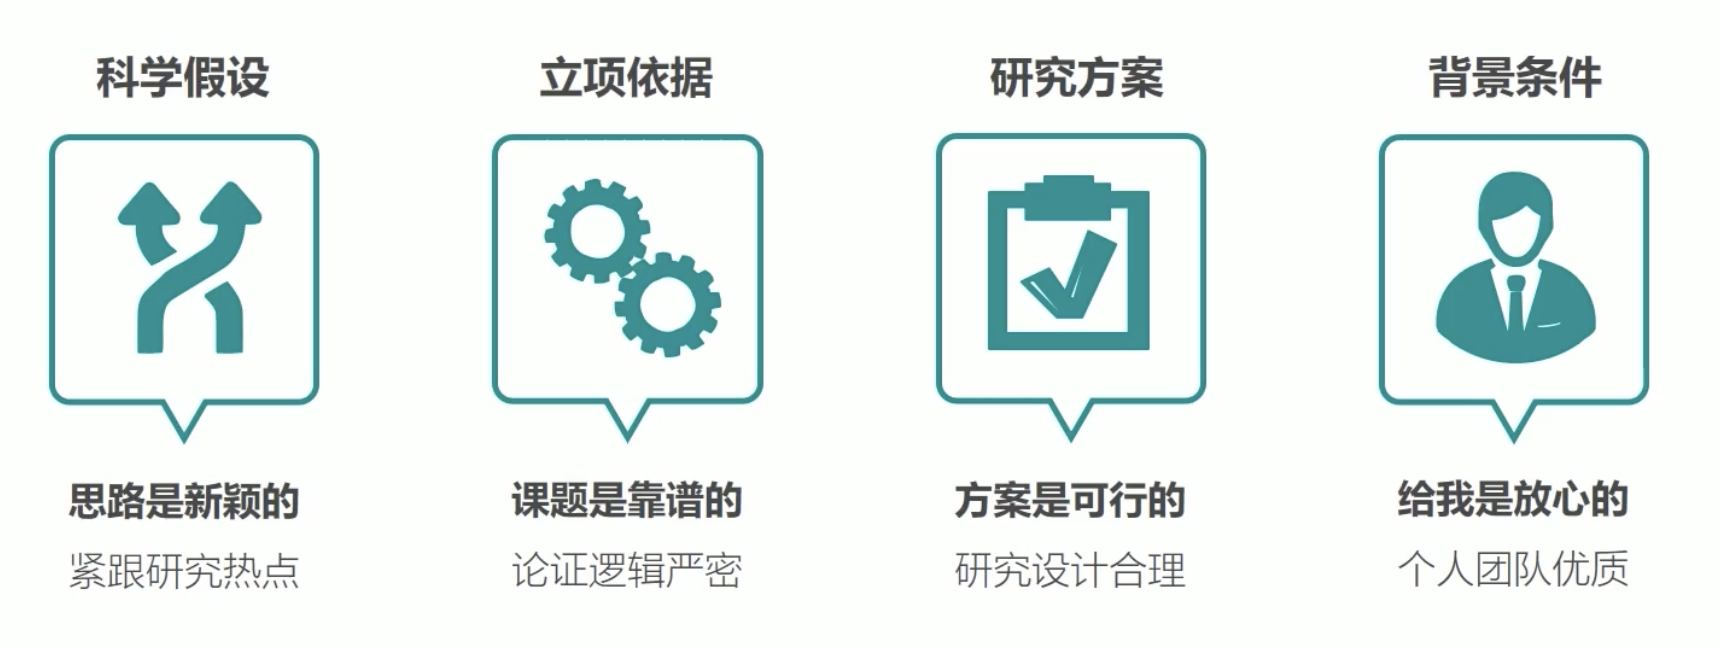 科学假设
立项依据
研究方案
背景条件
思路是新颖的
课题是靠谱的
方案是可行的
给我是放心的
紧跟研究热点
论证逻辑严密
研究设计合理
个人团队优质